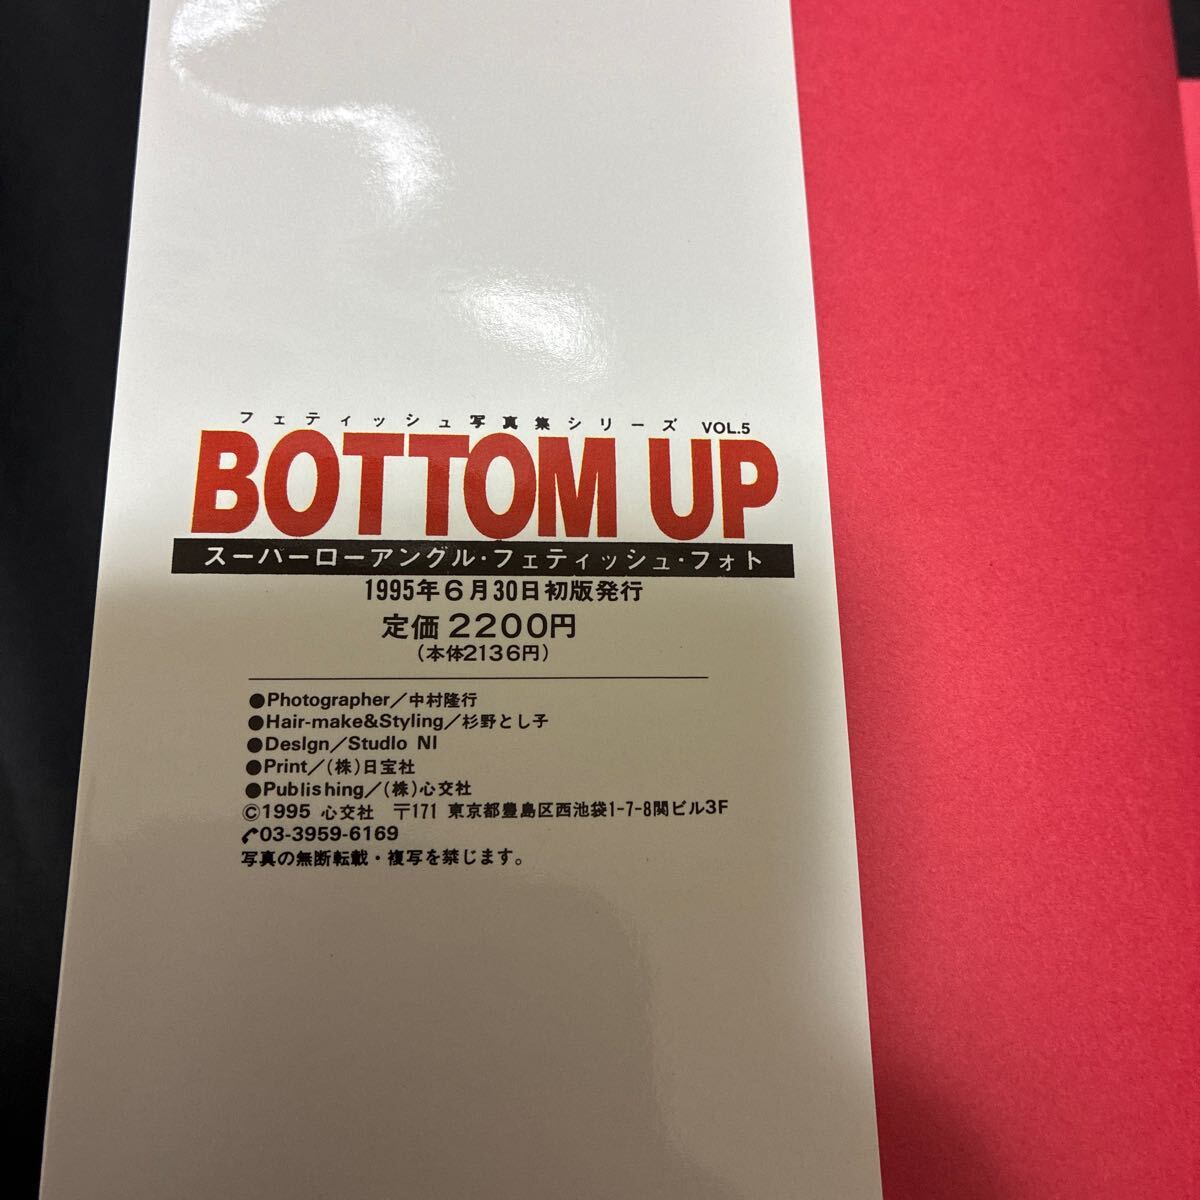 フェティッシュ写真集シリーズ VOL.5
BOTTOM UP
スーパーローアングル・フェティッシュ・フォト
1995年6月30日初版発行
定価2200円
(本体2136円)
●Photographer/中村隆行
●Hair-make&Styling/杉野とし子
●Design/Studio NI
●Print/(株)日宝社
●Publishing/(株)心交社
©1995 心交社 〒171 東京都豊島区西池袋1-7-8関ビル3F
✆03-3959-6169
写真の無断転載・複写を禁じます。